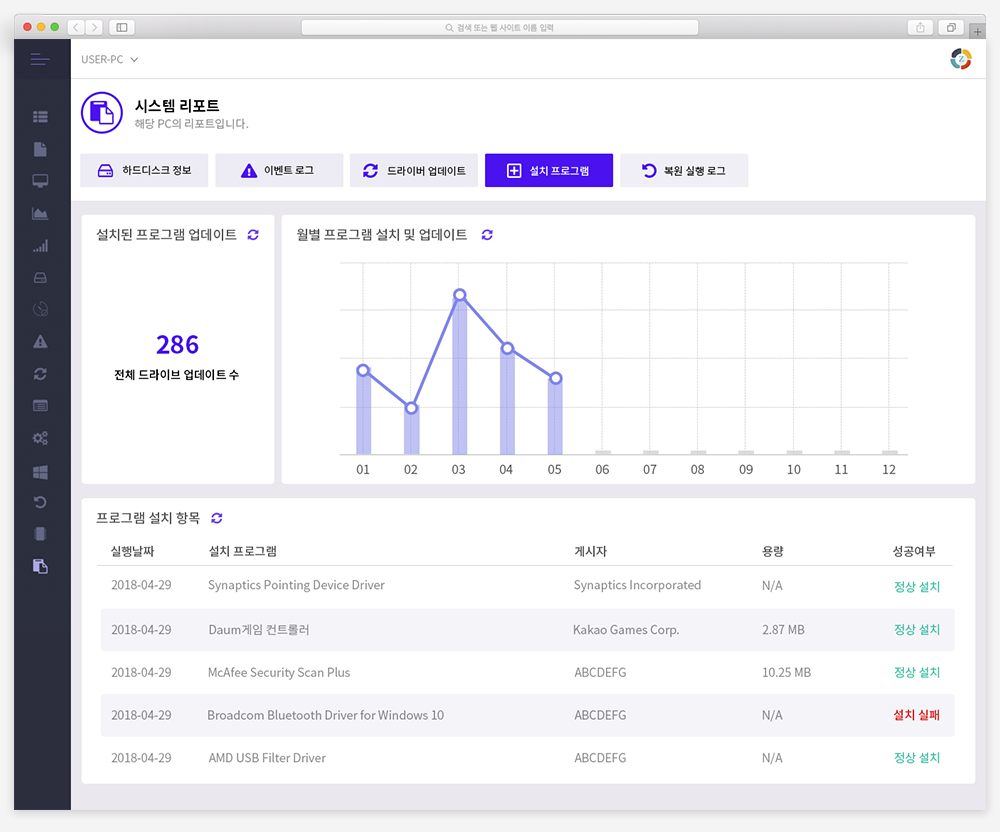 검색 또는 웹 사이트 이름 입력
USER-PC
시스템 리포트
해당 PC의 리포트입니다.
하드디스크 정보
이벤트 로그
드라이버 업데이트
설치 프로그램
복원 실행 로그
설치된 프로그램 업데이트
286
전체 드라이브 업데이트 수
월별 프로그램 설치 및 업데이트
01 02 03 04 05 06 07 08 09 10 11 12
프로그램 설치 항목
실행날짜 설치 프로그램 게시자 용량 성공여부
2018-04-29 Synaptics Pointing Device Driver Synaptics Incorporated N/A 정상 설치
2018-04-29 Daum게임 컨트롤러 Kakao Games Corp. 2.87 MB 정상 설치
2018-04-29 McAfee Security Scan Plus ABCDEFG 10.25 MB 정상 설치
2018-04-29 Broadcom Bluetooth Driver for Windows 10 ABCDEFG N/A 설치 실패
2018-04-29 AMD USB Filter Driver ABCDEFG N/A 정상 설치